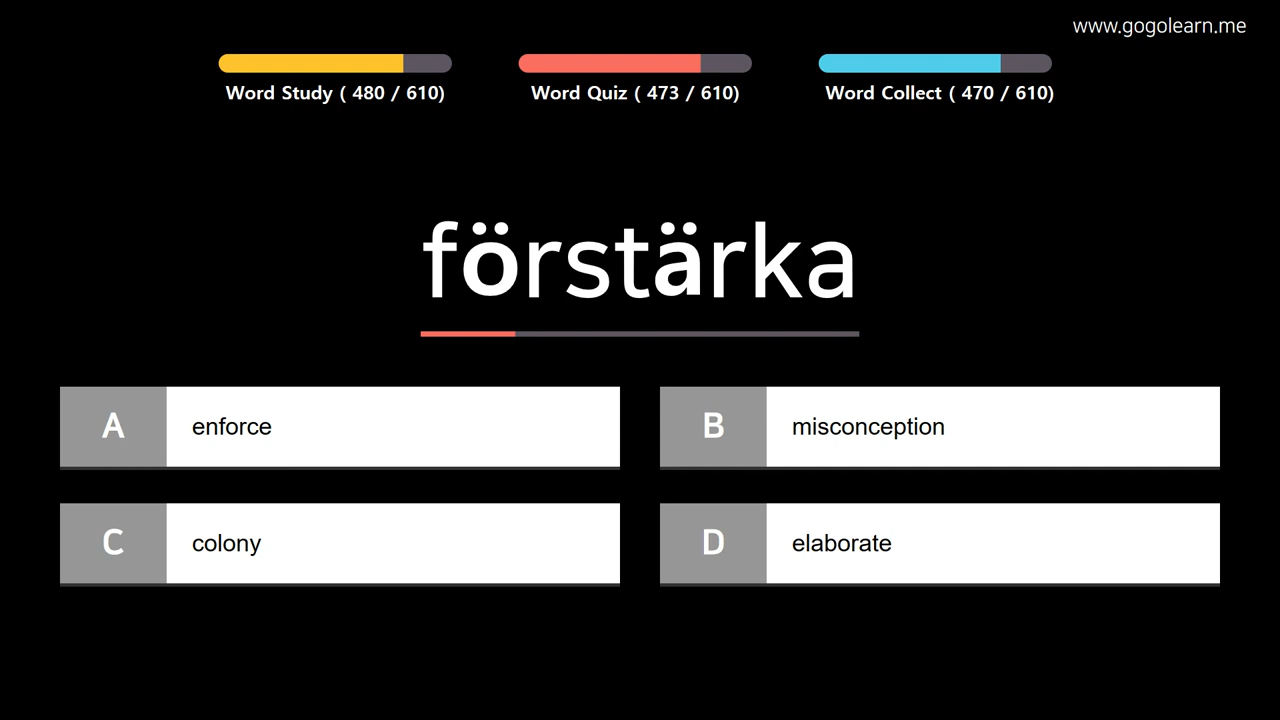 www.gogolearn.me
Word Study ( 480 / 610)
Word Quiz ( 473 / 610)
Word Collect ( 470 / 610)
förstärka
A enforce
B misconception
C colony
D elaborate